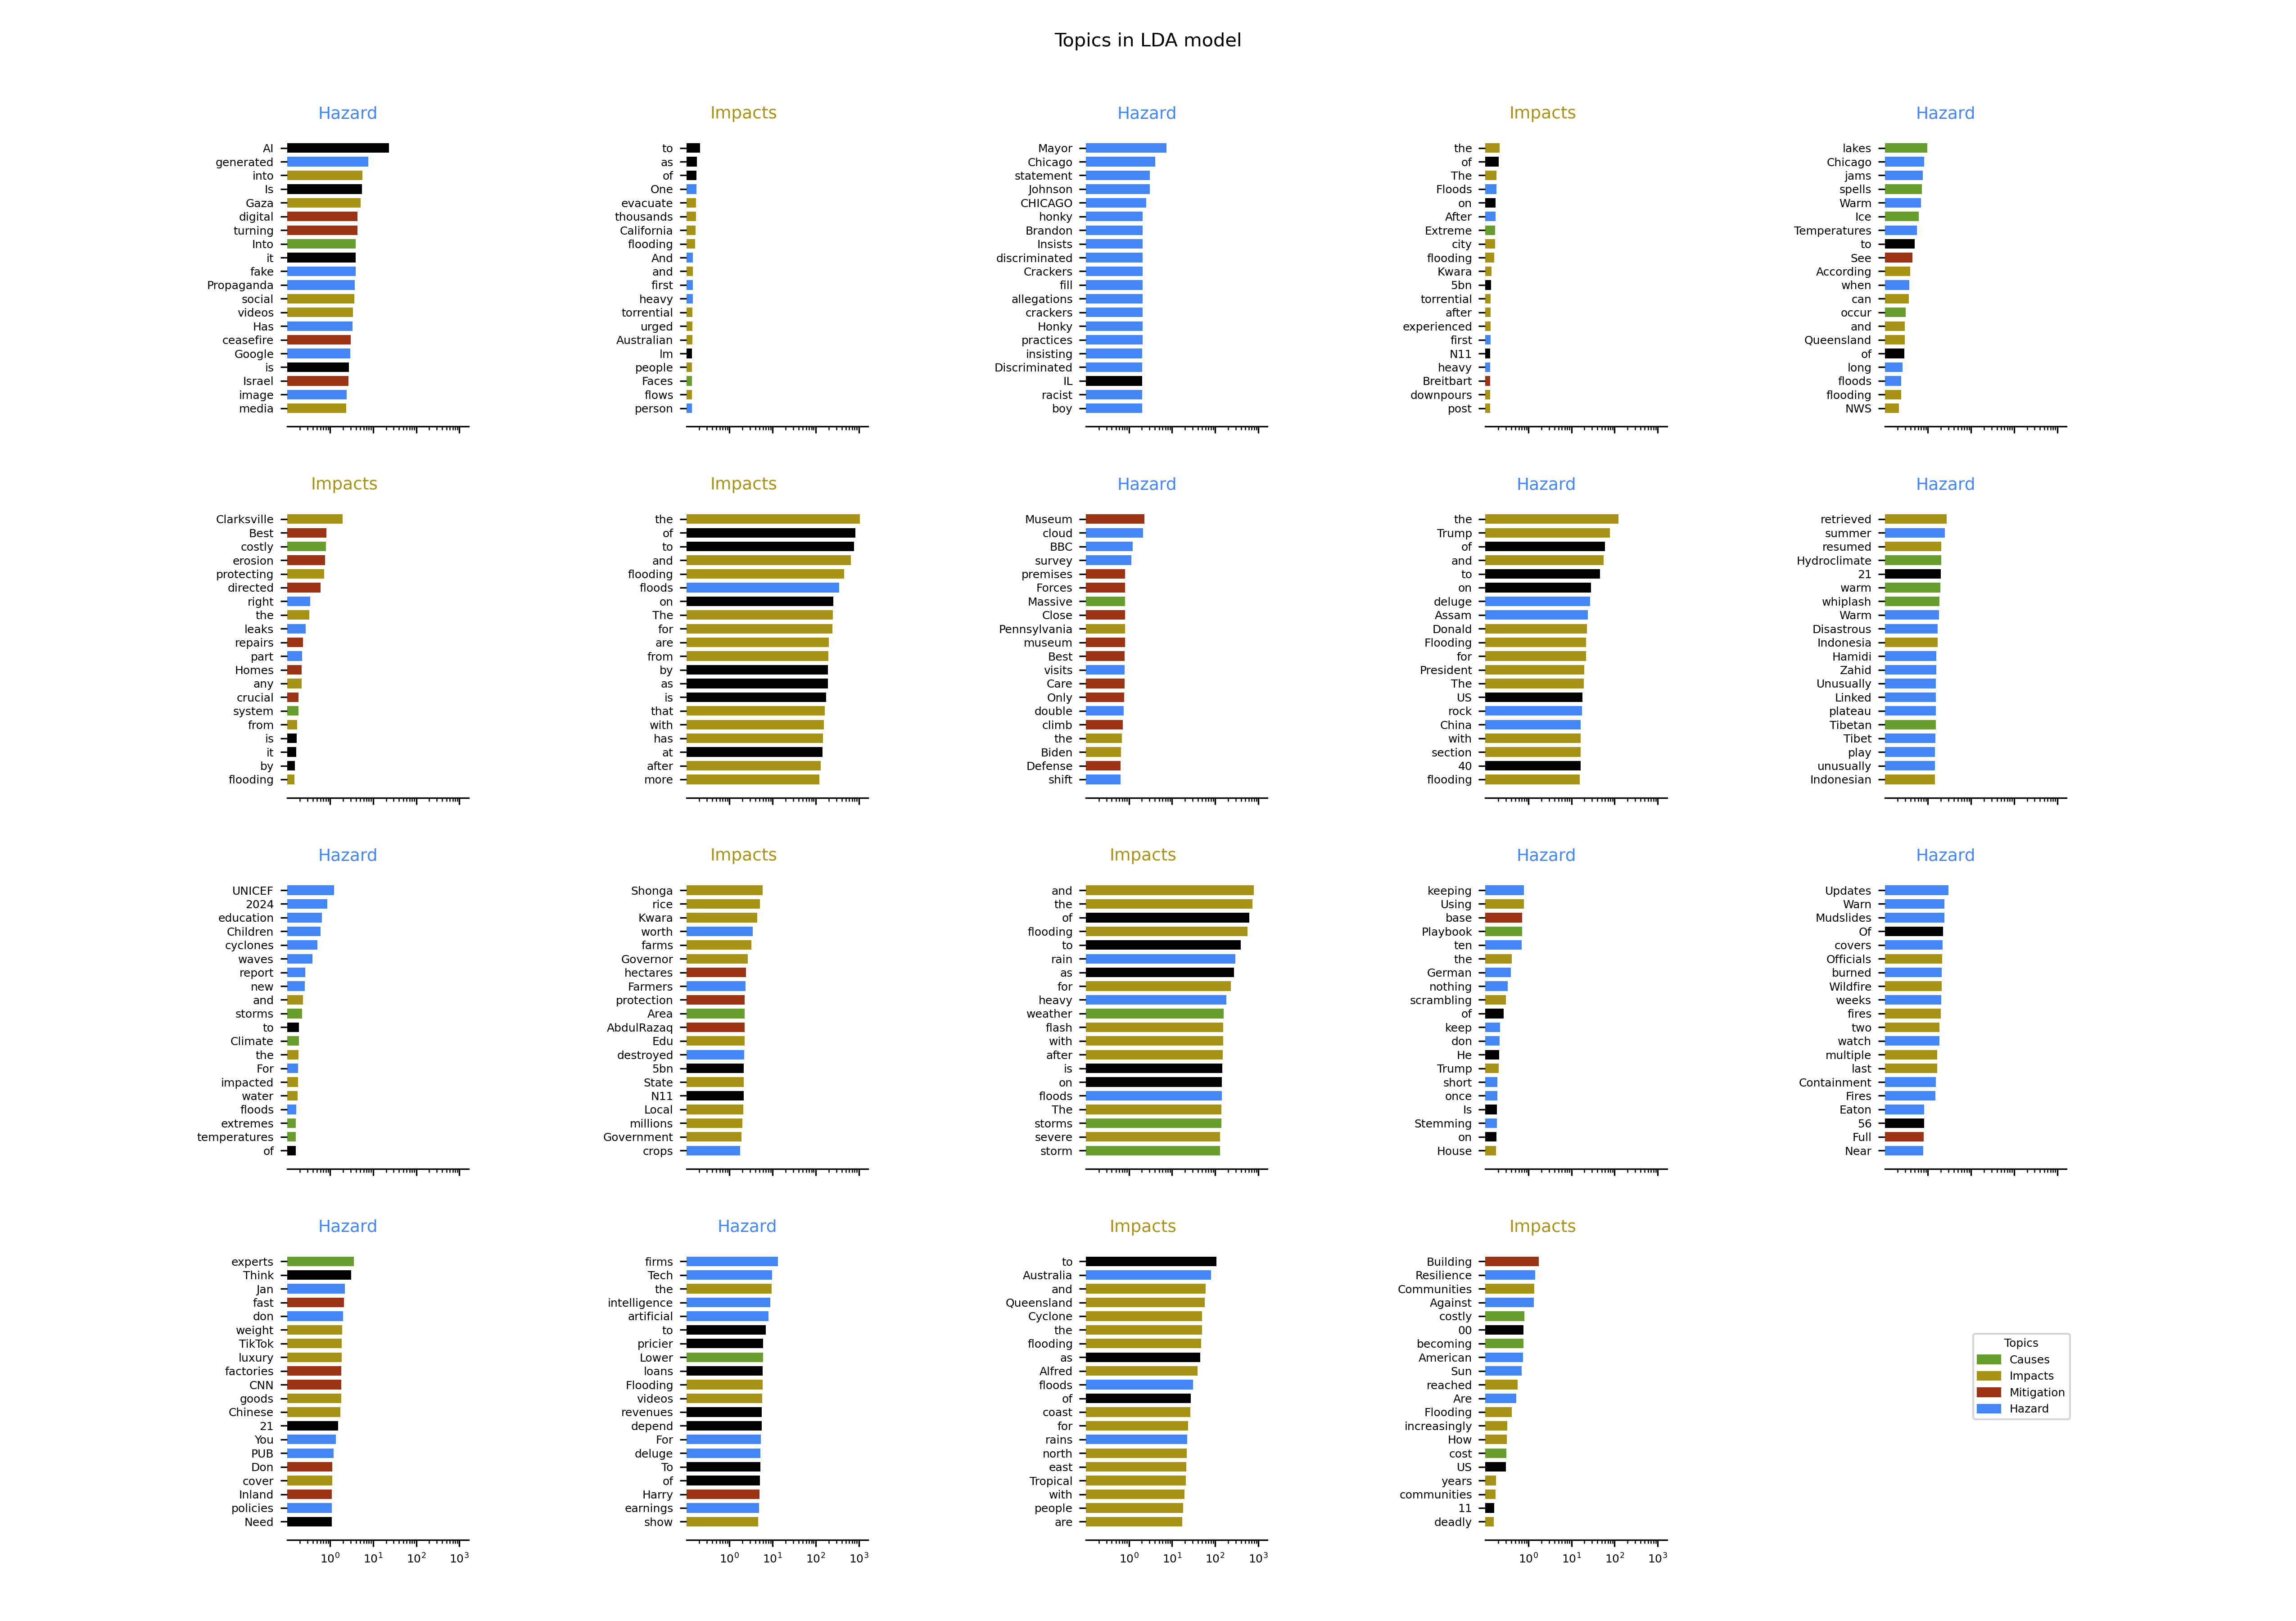 Topics in LDA model
Hazard
AI
generated
into
Is
Gaza
digital
turning
Into
it
fake
Propaganda
social
videos
Has
ceasefire
Google
is
Israel
image
media
Impacts
to
as
of
One
evacuate
thousands
California
flooding
And
and
first
heavy
torrential
urged
Australian
Im
people
Faces
flows
person
Hazard
Mayor
Chicago
statement
Johnson
CHICAGO
honky
Brandon
Insists
discriminated
Crackers
fill
allegations
crackers
Honky
practices
insisting
Discriminated
IL
racist
boy
Impacts
the
of
The
Floods
on
After
Extreme
city
flooding
Kwara
5bn
torrential
after
experienced
first
N11
heavy
Breitbart
downpours
post
Hazard
lakes
Chicago
jams
spells
Warm
Ice
Temperatures
to
See
According
when
can
occur
and
Queensland
of
long
floods
flooding
NWS
Impacts
Clarksville
Best
costly
erosion
protecting
directed
right
the
leaks
repairs
part
Homes
any
crucial
system
from
is
it
by
flooding
Impacts
the
of
to
and
flooding
floods
on
The
for
are
from
by
as
is
that
with
has
at
after
more
Hazard
Museum
cloud
BBC
survey
premises
Forces
Massive
Close
Pennsylvania
museum
Best
visits
Care
Only
double
climb
the
Biden
Defense
shift
Hazard
the
Trump
of
and
to
on
deluge
Assam
Donald
Flooding
for
President
The
US
rock
China
with
section
40
flooding
Hazard
retrieved
summer
resumed
Hydroclimate
21
warm
whiplash
Warm
Disastrous
Indonesia
Hamidi
Zahid
Unusually
Linked
plateau
Tibetan
Tibet
play
unusually
Indonesian
Hazard
UNICEF
2024
education
Children
cyclones
waves
report
new
and
storms
to
Climate
the
For
impacted
water
floods
extremes
temperatures
of
Impacts
Shonga
rice
Kwara
worth
farms
Governor
hectares
Farmers
protection
Area
AbdulRazaq
Edu
destroyed
5bn
State
N11
Local
millions
Government
crops
Impacts
and
the
of
flooding
to
rain
as
for
heavy
weather
flash
with
after
is
on
floods
The
storms
severe
storm
Hazard
keeping
Using
base
Playbook
ten
the
German
nothing
scrambling
of
keep
don
He
Trump
short
once
Is
Stemming
on
House
Hazard
Updates
Warn
Mudslides
Of
covers
Officials
burned
Wildfire
weeks
fires
two
watch
multiple
last
Containment
Fires
Eaton
56
Full
Near
Hazard
experts
Think
Jan
fast
don
weight
TikTok
luxury
factories
CNN
goods
Chinese
21
You
PUB
Don
cover
Inland
policies
Need
10⁰ 10¹ 10² 10³
Hazard
firms
Tech
the
intelligence
artificial
to
pricier
Lower
loans
Flooding
videos
revenues
depend
For
deluge
To
of
Harry
earnings
show
10⁰ 10¹ 10² 10³
Impacts
to
Australia
and
Queensland
Cyclone
the
flooding
as
Alfred
floods
of
coast
for
rains
north
east
Tropical
with
people
are
10⁰ 10¹ 10² 10³
Impacts
Building
Resilience
Communities
Against
costly
00
becoming
American
Sun
reached
Are
Flooding
increasingly
How
cost
US
years
communities
11
deadly
10⁰ 10¹ 10² 10³
Topics
Causes
Impacts
Mitigation
Hazard